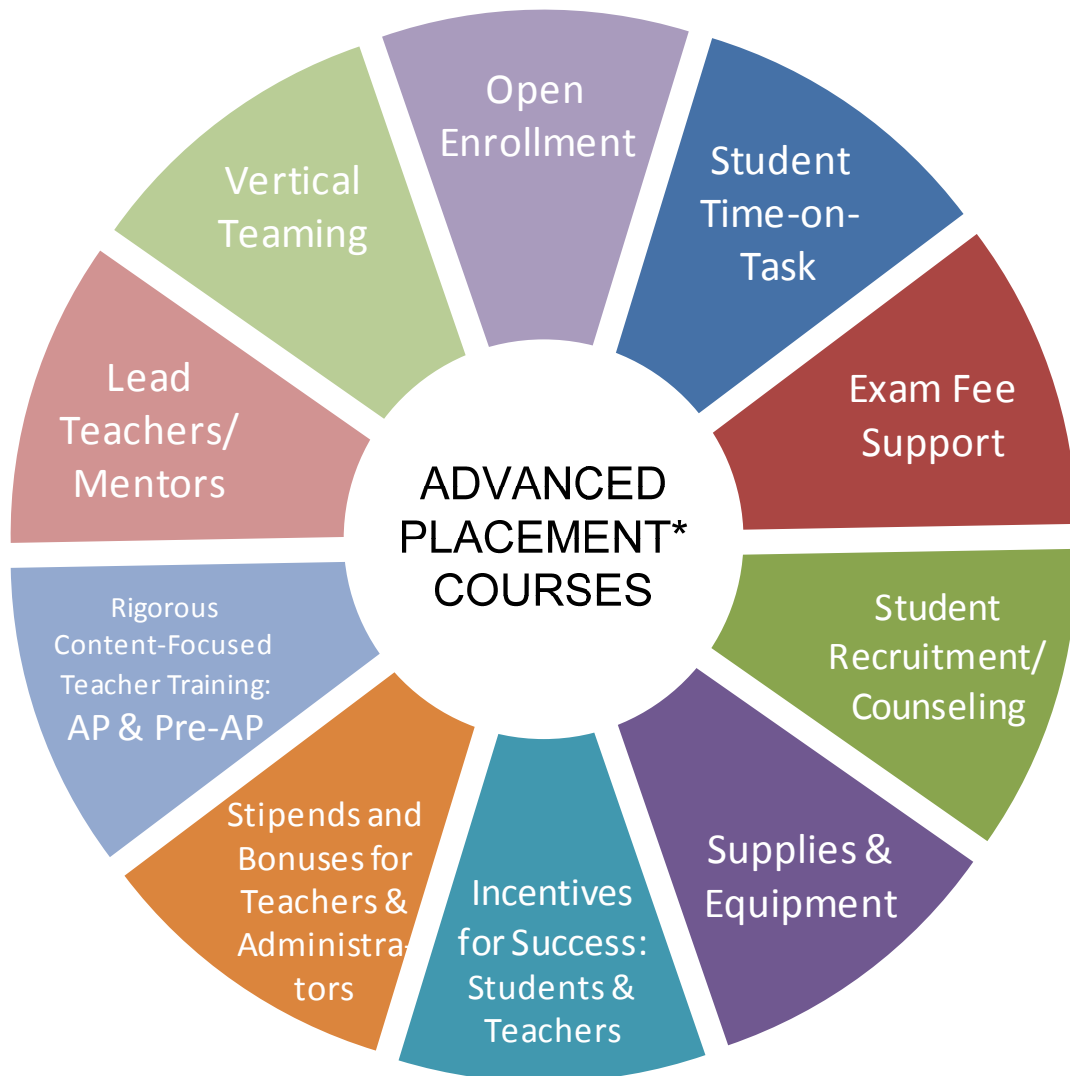 Open
Enrollment
Student
Time-on-
Task
Exam Fee
Support
Student
Recruitment/
Counseling
Supplies &
Equipment
Incentives
for Success:
Students &
Teachers
Stipends and
Bonuses for
Teachers &
Administra-
tors
Rigorous
Content-Focused
Teacher Training:
AP & Pre-AP
Lead
Teachers/
Mentors
Vertical
Teaming
ADVANCED
PLACEMENT*
COURSES